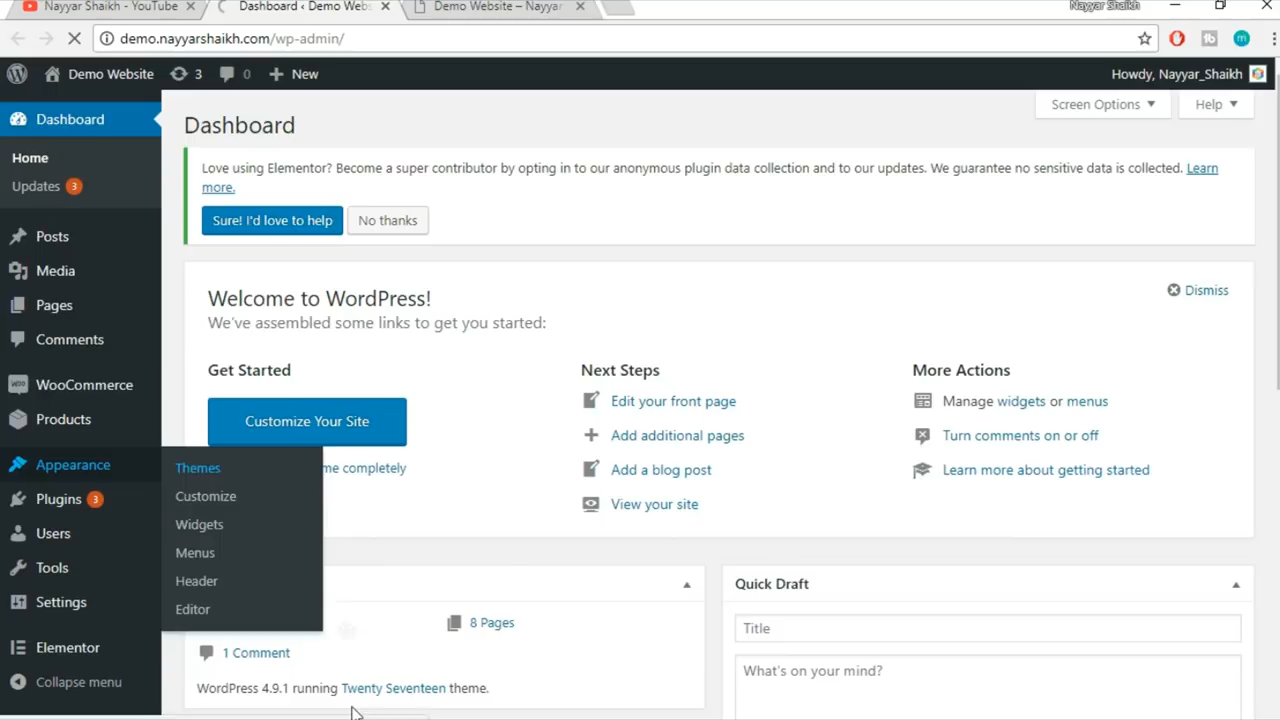 Nayyar Shaikh - YouTube
Dashboard ‹ Demo Webs
Demo Website – Nayyar
Nayyar Shaikh
demo.nayyarshaikh.com/wp-admin/
Demo Website
3
0
New
Howdy, Nayyar_Shaikh
Dashboard
Home
Updates 3
Posts
Media
Pages
Comments
WooCommerce
Products
Appearance
Plugins 3
Users
Tools
Settings
Elementor
Collapse menu
Themes
Customize
Widgets
Menus
Header
Editor
Screen Options
Help
Dashboard
Love using Elementor? Become a super contributor by opting in to our anonymous plugin data collection and to our updates. We guarantee no sensitive data is collected. Learn
more.
Sure! I'd love to help
No thanks
Welcome to WordPress!
We've assembled some links to get you started:
Dismiss
Get Started
Customize Your Site
me completely
Next Steps
Edit your front page
Add additional pages
Add a blog post
View your site
More Actions
Manage widgets or menus
Turn comments on or off
Learn more about getting started
8 Pages
1 Comment
WordPress 4.9.1 running Twenty Seventeen theme.
Quick Draft
Title
What's on your mind?